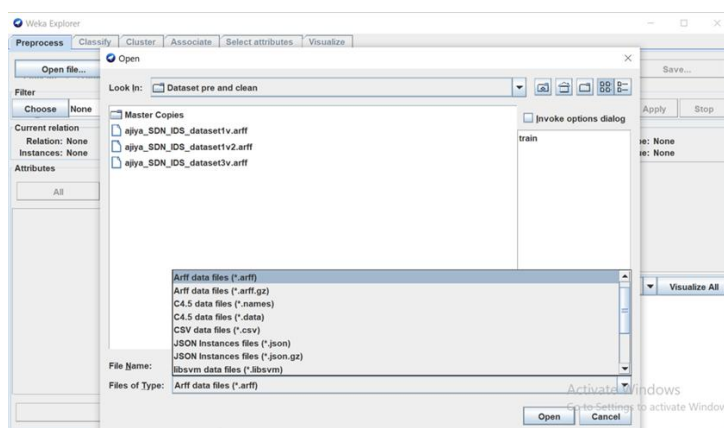 Weka Explorer
Preprocess Classify Cluster Associate Select attributes Visualize
Open
Open file...
Save...
Look In: Dataset pre and clean
Filter
Choose None
Apply Stop
Master Copies
ajiya_SDN_IDS_dataset1v.arff
ajiya_SDN_IDS_dataset1v2.arff
ajiya_SDN_IDS_dataset3v.arff
Invoke options dialog
train
Current relation
Relation: None
Instances: None
pe: None
ne: None
Attributes
All
Arff data files (*.arff)
Arff data files (*.arff.gz)
C4.5 data files (*.names)
C4.5 data files (*.data)
CSV data files (*.csv)
JSON Instances files (*.json)
JSON Instances files (*.json.gz)
libsvm data files (*.libsvm)
Visualize All
File Name:
Files of Type: Arff data files (*.arff)
Activate Windows
Go to Settings to activate Window
Open Cancel